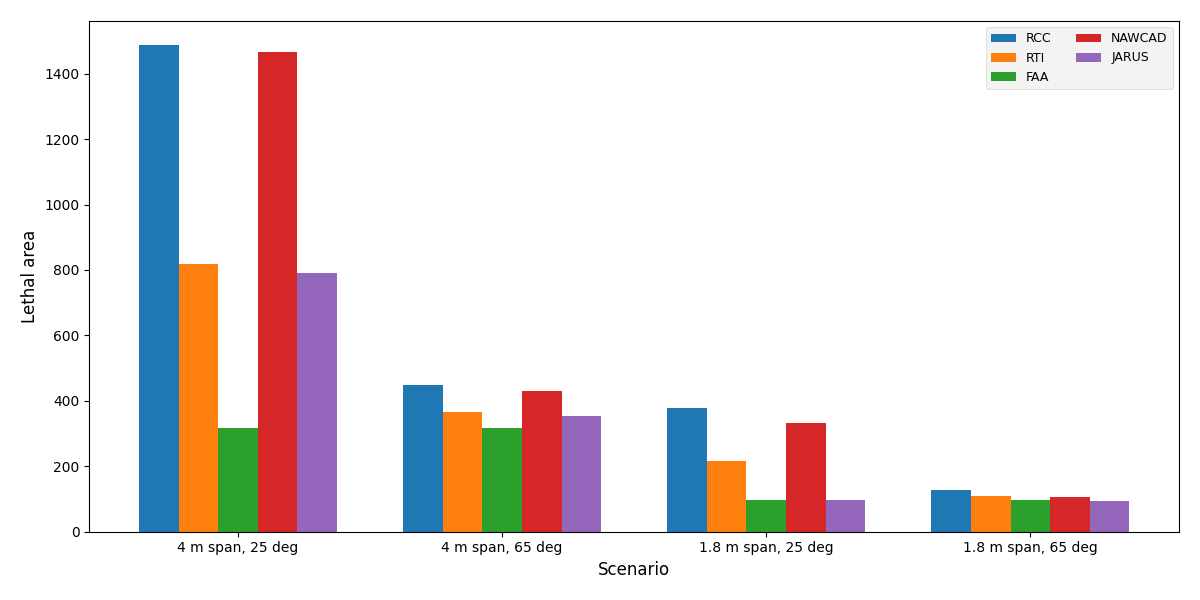 RCC
RTI
FAA
NAWCAD
JARUS
Lethal area
1400
1200
1000
800
600
400
200
0
4 m span, 25 deg
4 m span, 65 deg
1.8 m span, 25 deg
1.8 m span, 65 deg
Scenario